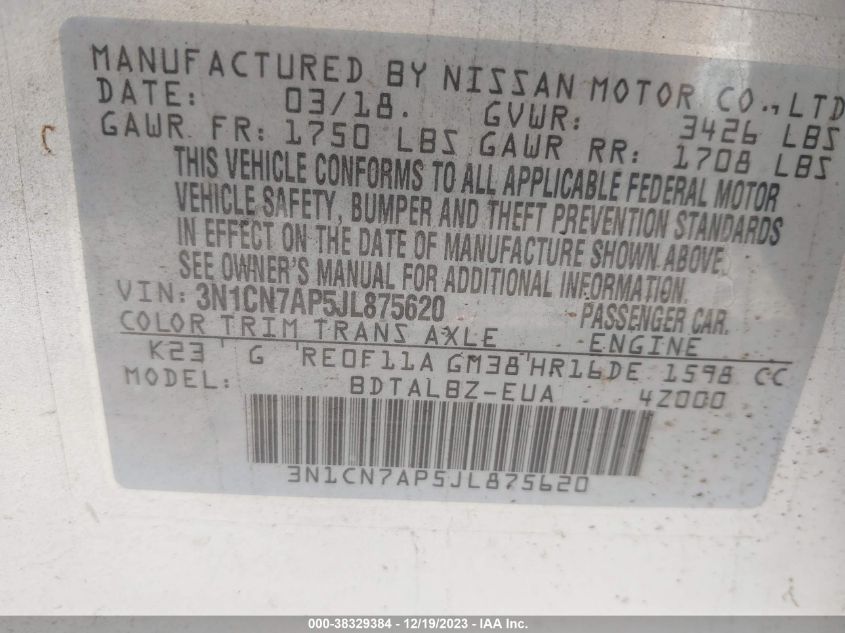 MANUFACTURED BY NISSAN MOTOR CO., LTD
DATE: 03/18. GVWR: 3426 LBS
GAWR FR: 1750 LBS GAWR RR: 1708 LBS
THIS VEHICLE CONFORMS TO ALL APPLICABLE FEDERAL MOTOR
VEHICLE SAFETY, BUMPER AND THEFT PREVENTION STANDARDS
IN EFFECT ON THE DATE OF MANUFACTURE SHOWN ABOVE.
SEE OWNER'S MANUAL FOR ADDITIONAL INFORMATION.
VIN: 3N1CN7AP5JL875620 PASSENGER CAR.
COLOR TRIM TRANS AXLE ENGINE
K23 G RE0F11A GM38 HR16DE 1598 CC
MODEL: BDTALBZ-EUA 4Z000
3N1CN7AP5JL875620
000-38329384 - 12/19/2023 - IAA Inc.